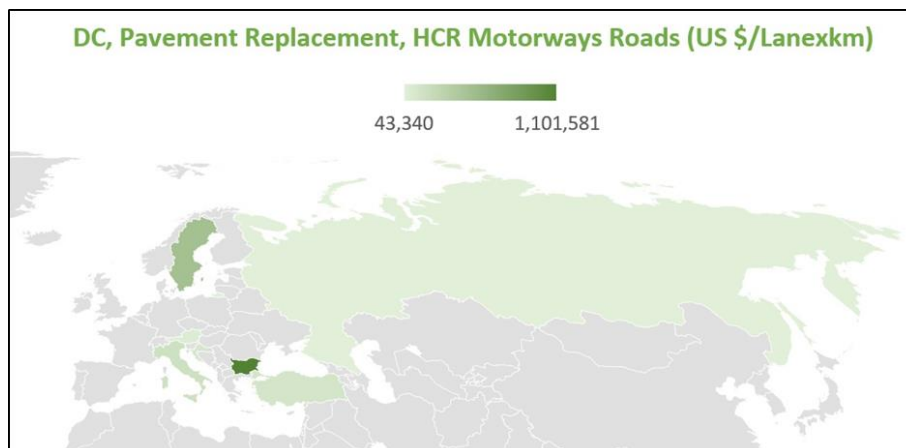 DC, Pavement Replacement, HCR Motorways Roads (US $/Lanexkm)
43,340 1,101,581